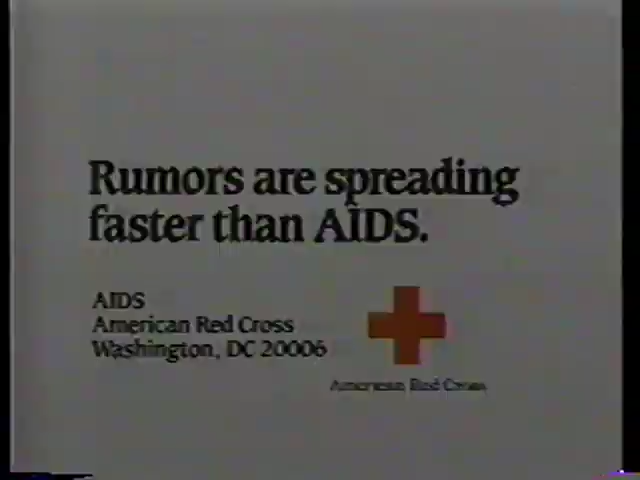 Rumors are spreading
faster than AIDS.
AIDS
American Red Cross
Washington, DC 20006
American Red Cross